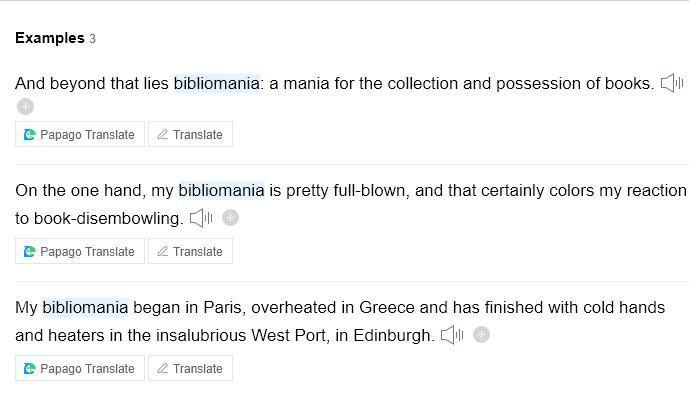 Examples 3
And beyond that lies bibliomania: a mania for the collection and possession of books.
Papago Translate Translate
On the one hand, my bibliomania is pretty full-blown, and that certainly colors my reaction
to book-disembowling.
Papago Translate Translate
My bibliomania began in Paris, overheated in Greece and has finished with cold hands
and heaters in the insalubrious West Port, in Edinburgh.
Papago Translate Translate